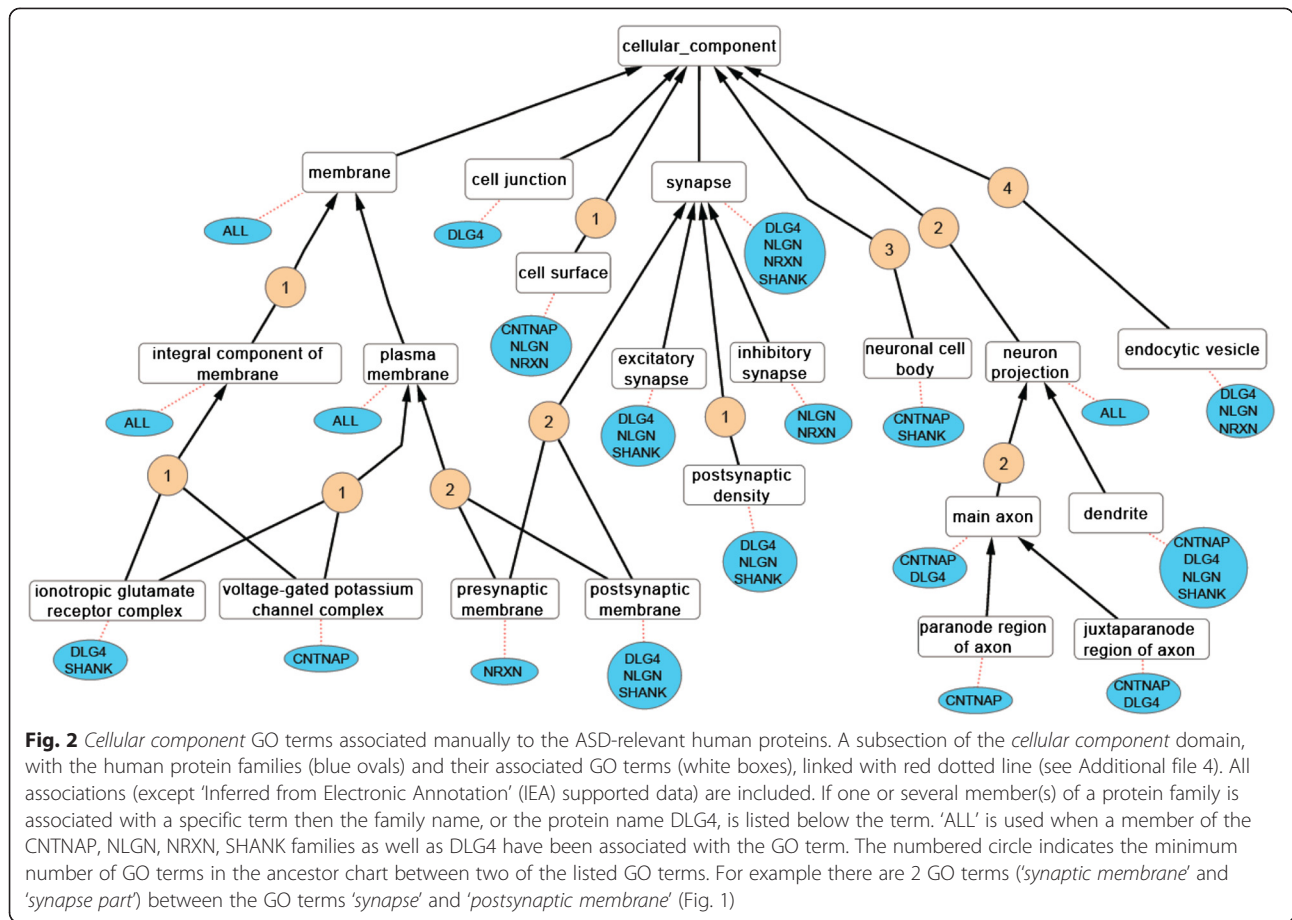 cellular_component
membrane
cell junction
synapse
4
ALL
DLG4
1
2
3
DLG4
NLGN
NRXN
SHANK
cell surface
1
CNTNAP
NLGN
NRXN
integral component of
membrane
plasma
membrane
excitatory
synapse
inhibitory
synapse
neuronal cell
body
neuron
projection
endocytic vesicle
ALL
ALL
2
DLG4
NLGN
SHANK
1
NLGN
NRXN
CNTNAP
SHANK
ALL
DLG4
NLGN
NRXN
1
1
2
postsynaptic
density
2
main axon
dendrite
DLG4
NLGN
SHANK
CNTNAP
DLG4
CNTNAP
DLG4
NLGN
SHANK
ionotropic glutamate
receptor complex
voltage-gated potassium
channel complex
presynaptic
membrane
postsynaptic
membrane
paranode region
of axon
juxtaparanode
region of axon
DLG4
SHANK
CNTNAP
NRXN
DLG4
NLGN
SHANK
CNTNAP
CNTNAP
DLG4
Fig. 2 Cellular component GO terms associated manually to the ASD-relevant human proteins. A subsection of the cellular component domain,
with the human protein families (blue ovals) and their associated GO terms (white boxes), linked with red dotted line (see Additional file 4). All
associations (except ‘Inferred from Electronic Annotation’ (IEA) supported data) are included. If one or several member(s) of a protein family is
associated with a specific term then the family name, or the protein name DLG4, is listed below the term. ‘ALL’ is used when a member of the
CNTNAP, NLGN, NRXN, SHANK families as well as DLG4 have been associated with the GO term. The numbered circle indicates the minimum
number of GO terms in the ancestor chart between two of the listed GO terms. For example there are 2 GO terms (‘synaptic membrane’ and
‘synapse part’) between the GO terms ‘synapse’ and ‘postsynaptic membrane’ (Fig. 1)